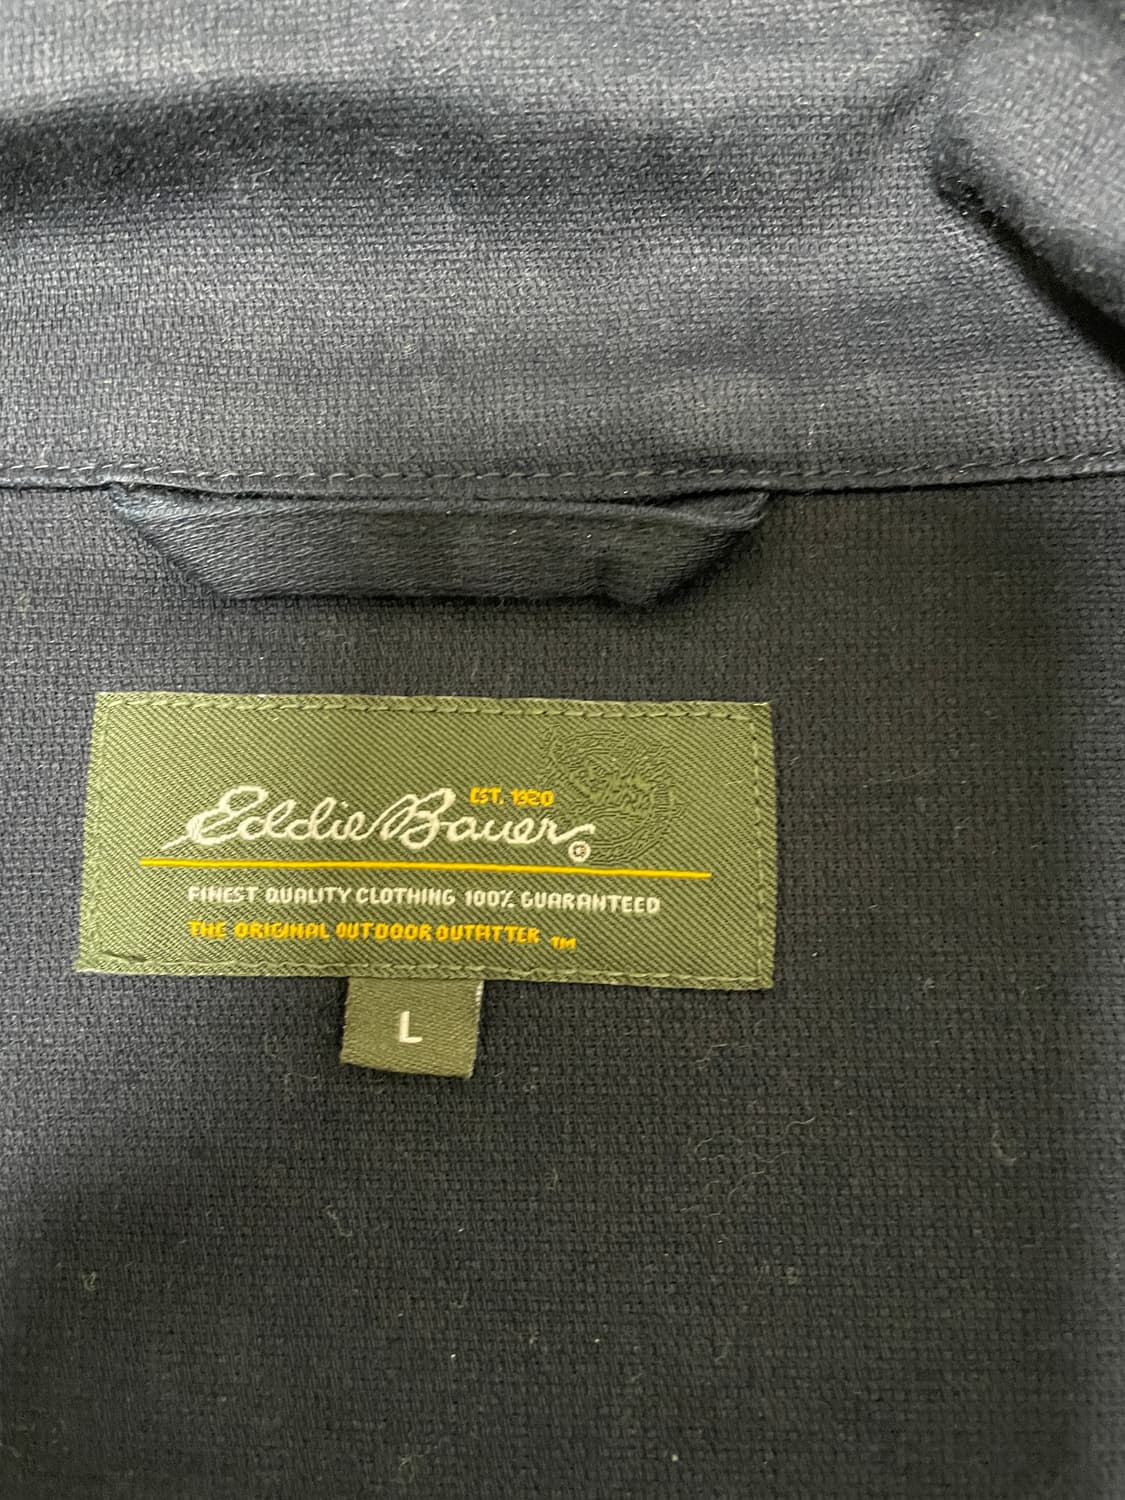 EST. 1920
Eddie Bauer ®
FINEST QUALITY CLOTHING 100% GUARANTEED
THE ORIGINAL OUTDOOR OUTFITTER ™
L